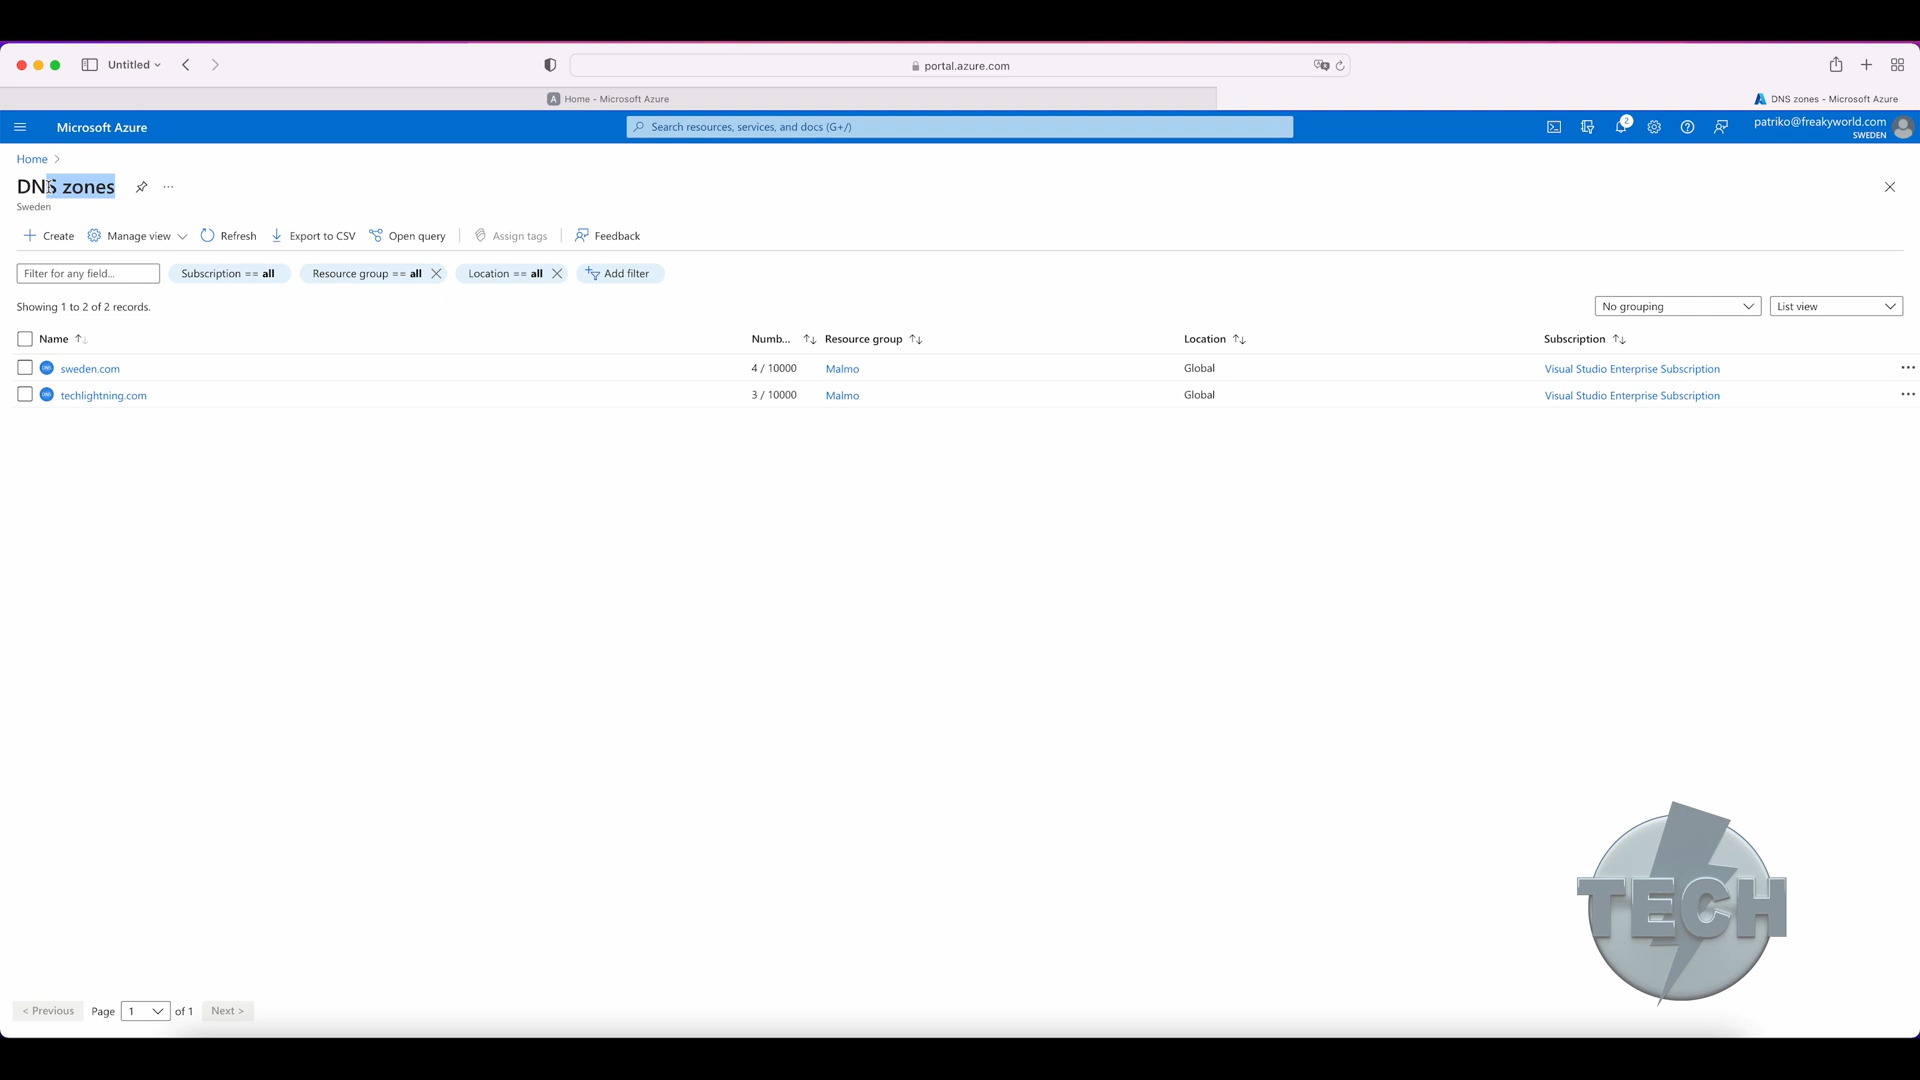 Untitled
portal.azure.com
Home - Microsoft Azure
DNS zones - Microsoft Azure
Microsoft Azure
Search resources, services, and docs (G+/)
2
patriko@freakyworld.com
SWEDEN
Home
DNS zones
Sweden
Create Manage view Refresh Export to CSV Open query Assign tags Feedback
Filter for any field... Subscription == all Resource group == all Location == all Add filter
Showing 1 to 2 of 2 records. No grouping List view
Name Numb... Resource group Location Subscription
sweden.com 4 / 10000 Malmo Global Visual Studio Enterprise Subscription
techlightning.com 3 / 10000 Malmo Global Visual Studio Enterprise Subscription
TECH
< Previous Page 1 of 1 Next >